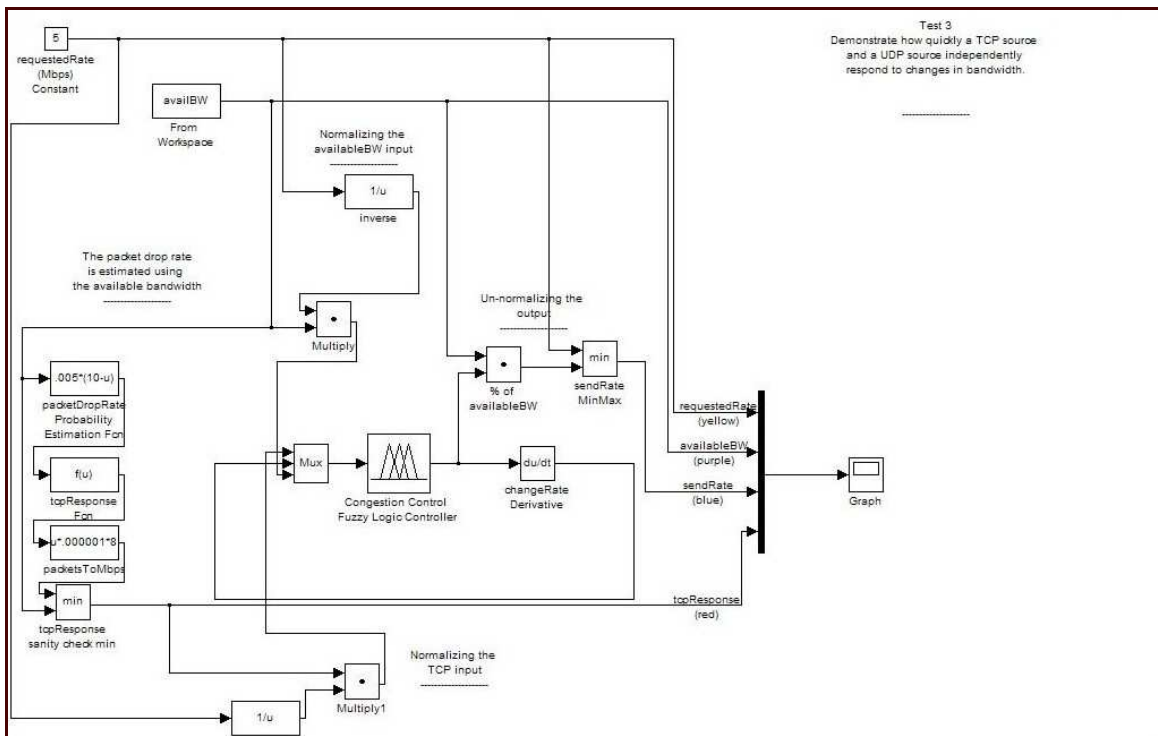 Test 3
Demonstrate how quickly a TCP source
and a UDP source independently
respond to changes in bandwidth.
--------------------
5
requestedRate
(Mbps)
Constant
availBW
From
Workspace
Normalizing the
availableBW input
--------------------
1/u
inverse
The packet drop rate
is estimated using
the available bandwidth
--------------------
Multiply
Un-normalizing the
output
--------------------
min
sendRate
MinMax
% of
availableBW
.005*(10-u)
packetDropRate
Probability
Estimation Fcn
f(u)
tcpResponse
Fcn
u*.000001*8
packetsToMbps
min
tcpResponse
sanity check min
Mux
Congestion Control
Fuzzy Logic Controller
du/dt
changeRate
Derivative
requestedRate
(yellow)
availableBW
(purple)
sendRate
(blue)
tcpResponse
(red)
Graph
Normalizing the
TCP input
--------------------
Multiply1
1/u